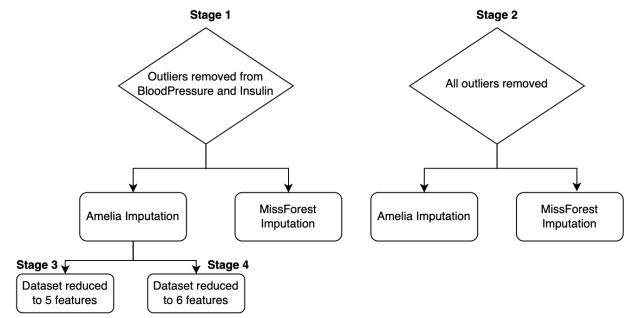 Stage 1
Stage 2
Outliers removed from
BloodPressure and Insulin
All outliers removed
Amelia Imputation
MissForest
Imputation
Amelia Imputation
MissForest
Imputation
Stage 3
Stage 4
Dataset reduced
to 5 features
Dataset reduced
to 6 features